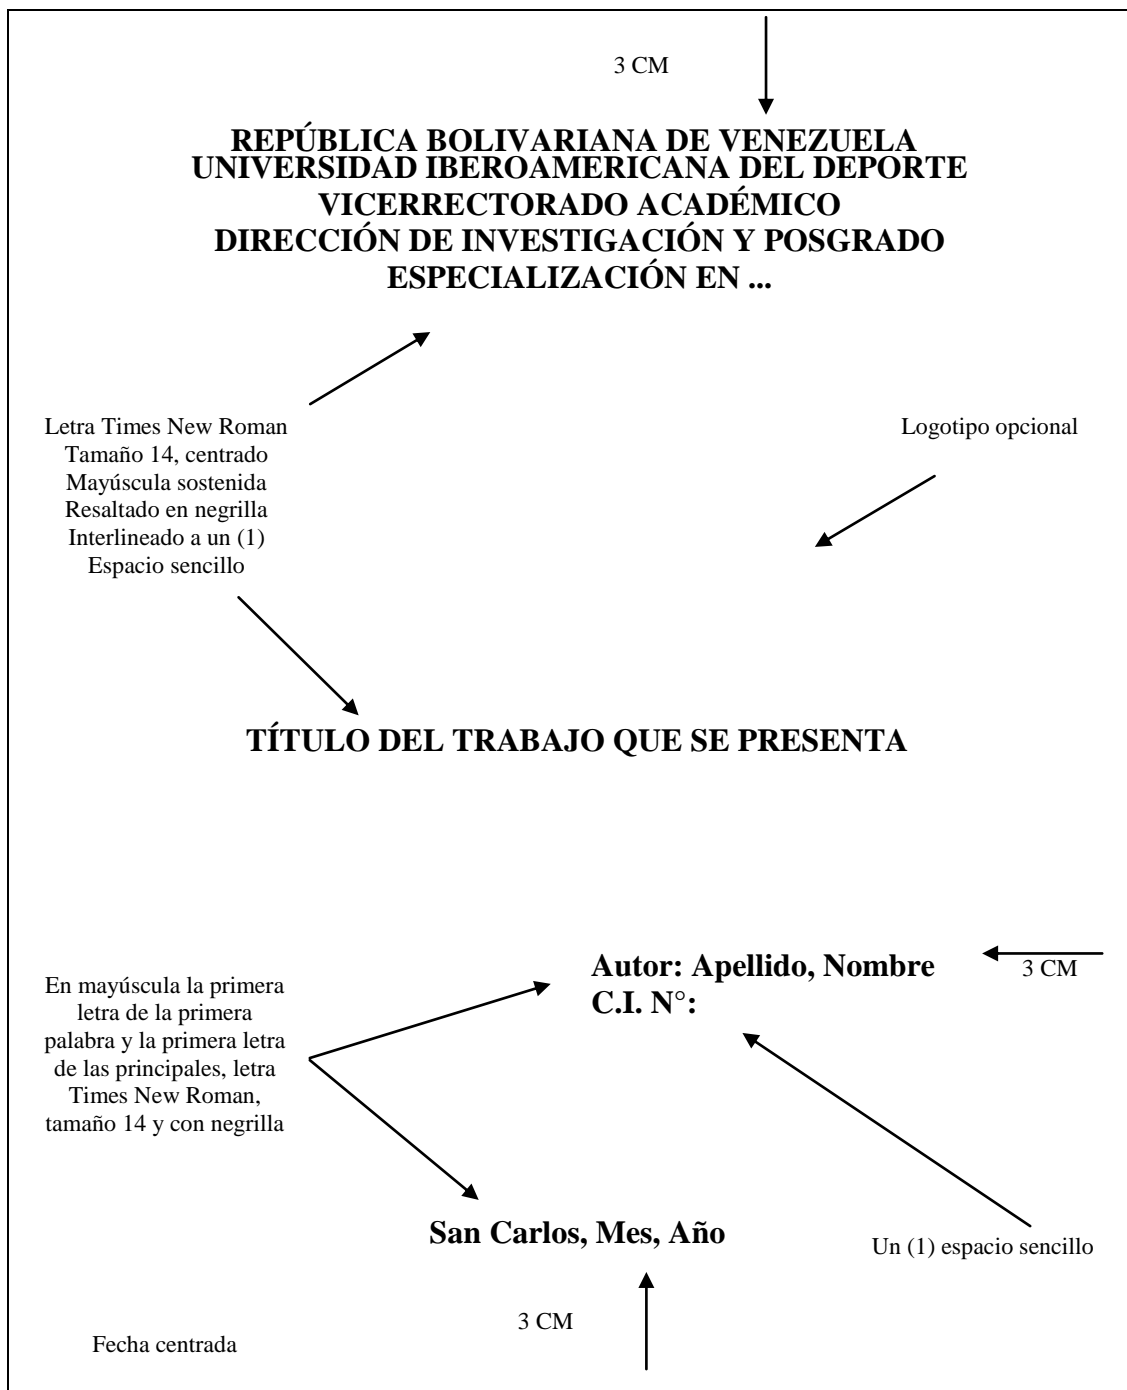 3 CM
REPÚBLICA BOLIVARIANA DE VENEZUELA
UNIVERSIDAD IBEROAMERICANA DEL DEPORTE
VICERRECTORADO ACADÉMICO
DIRECCIÓN DE INVESTIGACIÓN Y POSGRADO
ESPECIALIZACIÓN EN ...
Letra Times New Roman
Tamaño 14, centrado
Mayúscula sostenida
Resaltado en negrilla
Interlineado a un (1)
Espacio sencillo
Logotipo opcional
TÍTULO DEL TRABAJO QUE SE PRESENTA
Autor: Apellido, Nombre
C.I. N°:
3 CM
En mayúscula la primera
letra de la primera
palabra y la primera letra
de las principales, letra
Times New Roman,
tamaño 14 y con negrilla
San Carlos, Mes, Año
Un (1) espacio sencillo
3 CM
Fecha centrada